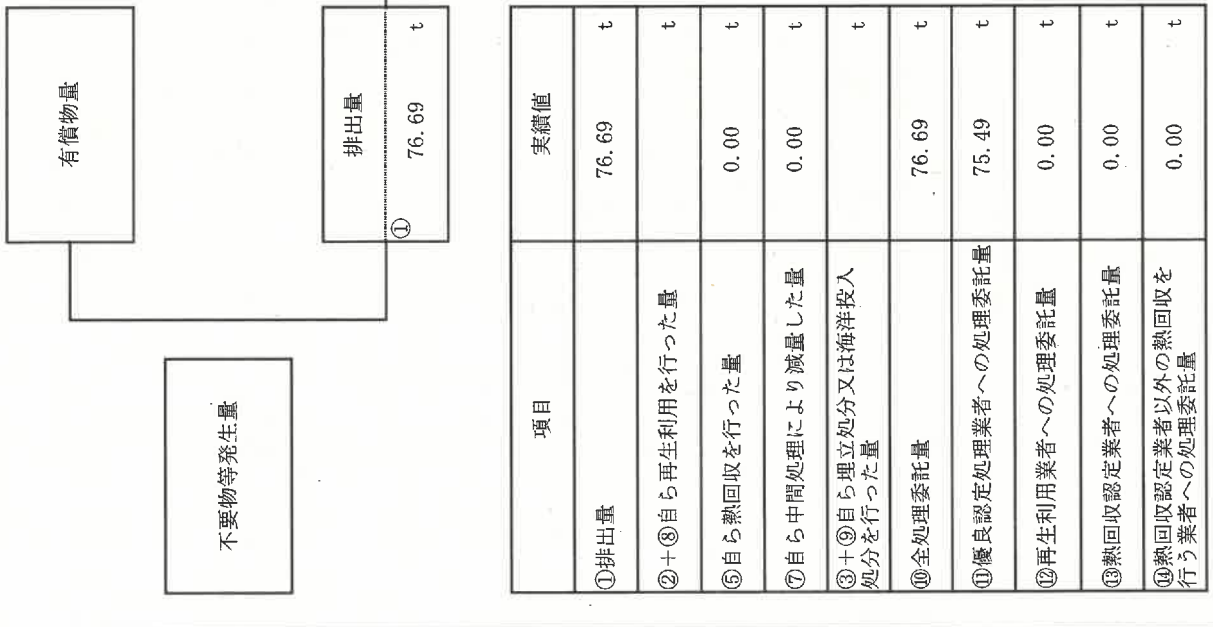 有償物量
不要物等発生量
排出量
① 76.69 t
項目 実績値
①排出量 76.69 t
②+⑧自ら再生利用を行った量 t
⑤自ら熱回収を行った量 0.00 t
⑦自ら中間処理により減量した量 0.00 t
③+⑨自ら埋立処分又は海洋投入
処分を行った量 t
⑩全処理委託量 76.69 t
⑪優良認定処理業者への処理委託量 75.49 t
⑫再生利用業者への処理委託量 0.00 t
⑬熱回収認定業者への処理委託量 0.00 t
⑭熱回収認定業者以外の熱回収を
行う業者への処理委託量 0.00 t